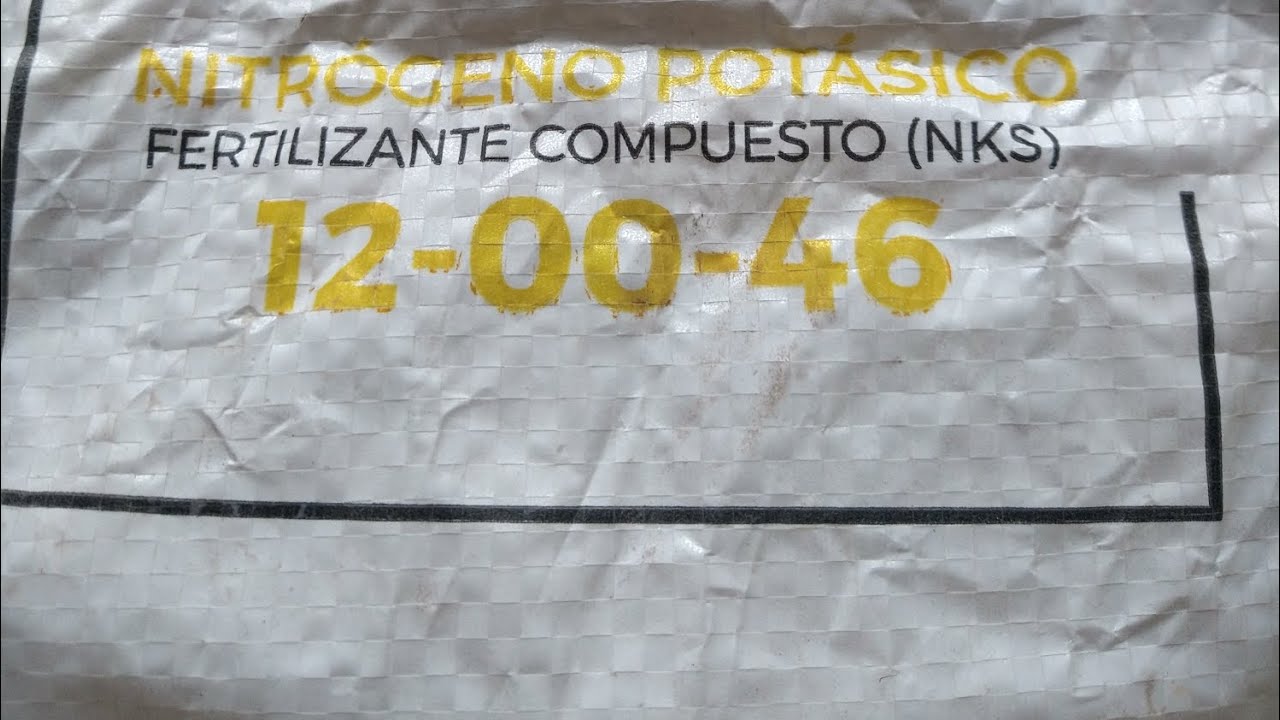 NITRÓGENO POTÁSICO
FERTILIZANTE COMPUESTO (NKS)
12-00-46